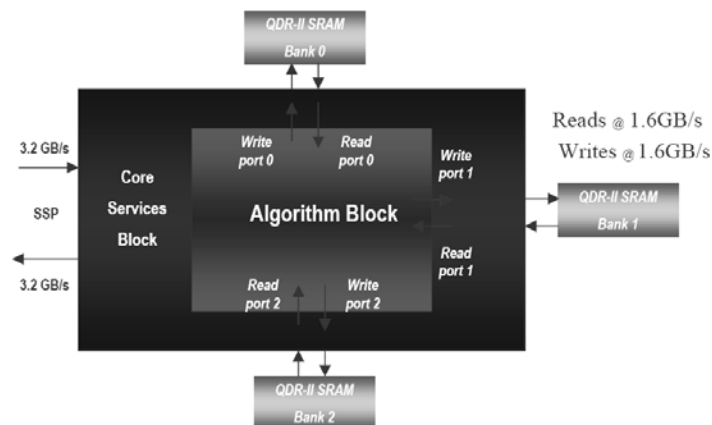 QDR-II SRAM
Bank 0
3.2 GB/s
SSP
3.2 GB/s
Core
Services
Block
Write
port 0
Read
port 0
Write
port 1
Algorithm Block
Read
port 1
Read
port 2
Write
port 2
Reads @ 1.6GB/s
Writes @ 1.6GB/s
QDR-II SRAM
Bank 1
QDR-II SRAM
Bank 2